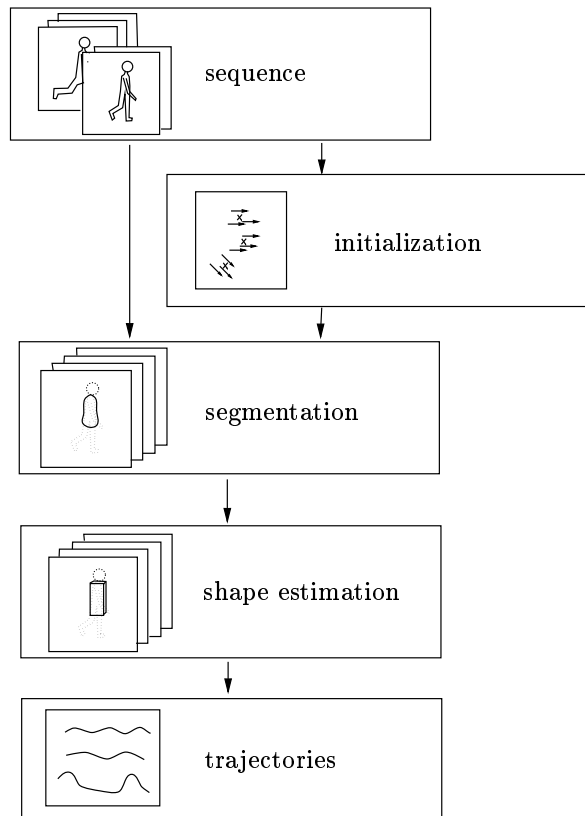 sequence
initialization
segmentation
shape estimation
trajectories